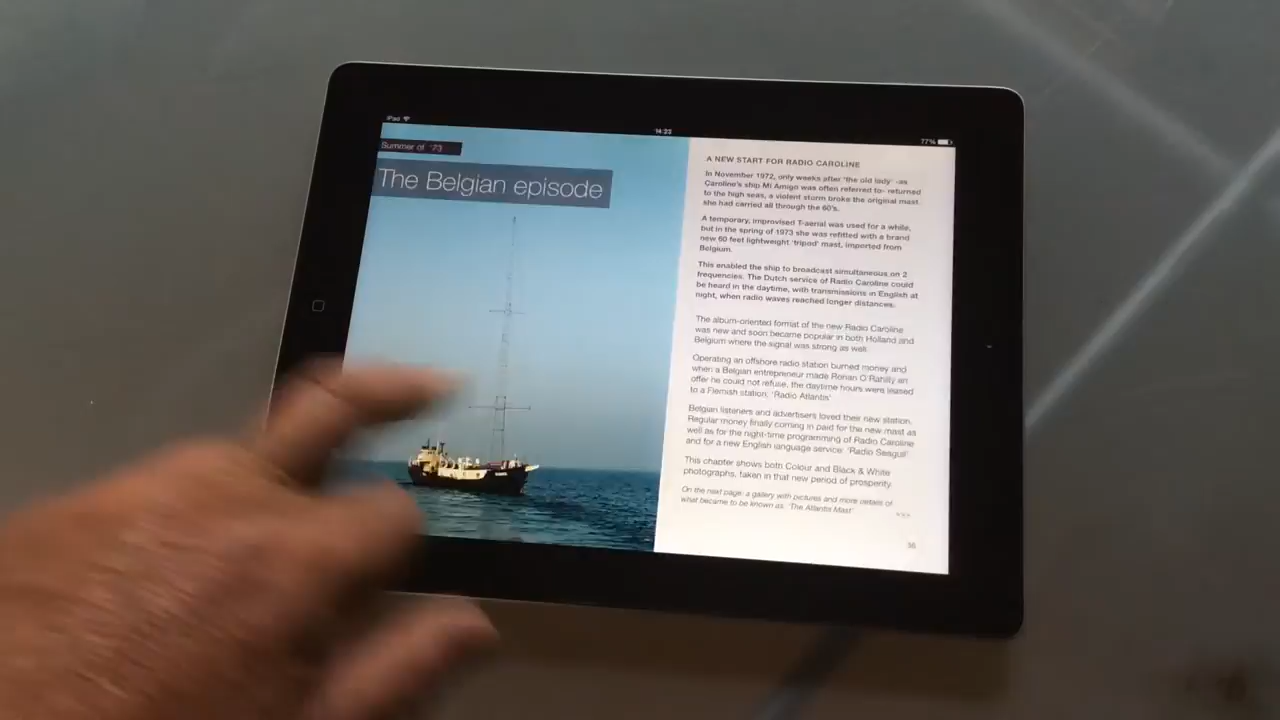 iPad
14:23
77%
Summer of '73
The Belgian episode
A NEW START FOR RADIO CAROLINE
In November 1972, only weeks after 'the old lady' -as
Caroline's ship Mi Amigo was often referred to- returned
to the high seas, a violent storm broke the original mast
she had carried all through the 60's.
A temporary, improvised T-aerial was used for a while,
but in the spring of 1973 she was refitted with a brand
new 60 feet lightweight 'tripod' mast, imported from
Belgium.
This enabled the ship to broadcast simultaneous on 2
frequencies. The Dutch service of Radio Caroline could
be heard in the daytime, with transmissions in English at
night, when radio waves reached longer distances.
The album-oriented format of the new Radio Caroline
was new and soon became popular in both Holland and
Belgium where the signal was strong as well.
Operating an offshore radio station burned money and
when a Belgian entrepreneur made Ronan O'Rahilly an
offer he could not refuse, the daytime hours were leased
to a Flemish station; 'Radio Atlantis'
Belgian listeners and advertisers loved their new station.
Regular money finally coming in paid for the new mast as
well as for the night-time programming of Radio Caroline
and for a new English language service: 'Radio Seagull'
This chapter shows both Colour and Black & White
photographs, taken in that new period of prosperity.
On the next page: a gallery with pictures and more details of
what became to be known as: 'The Atlantis Mast'
>>>